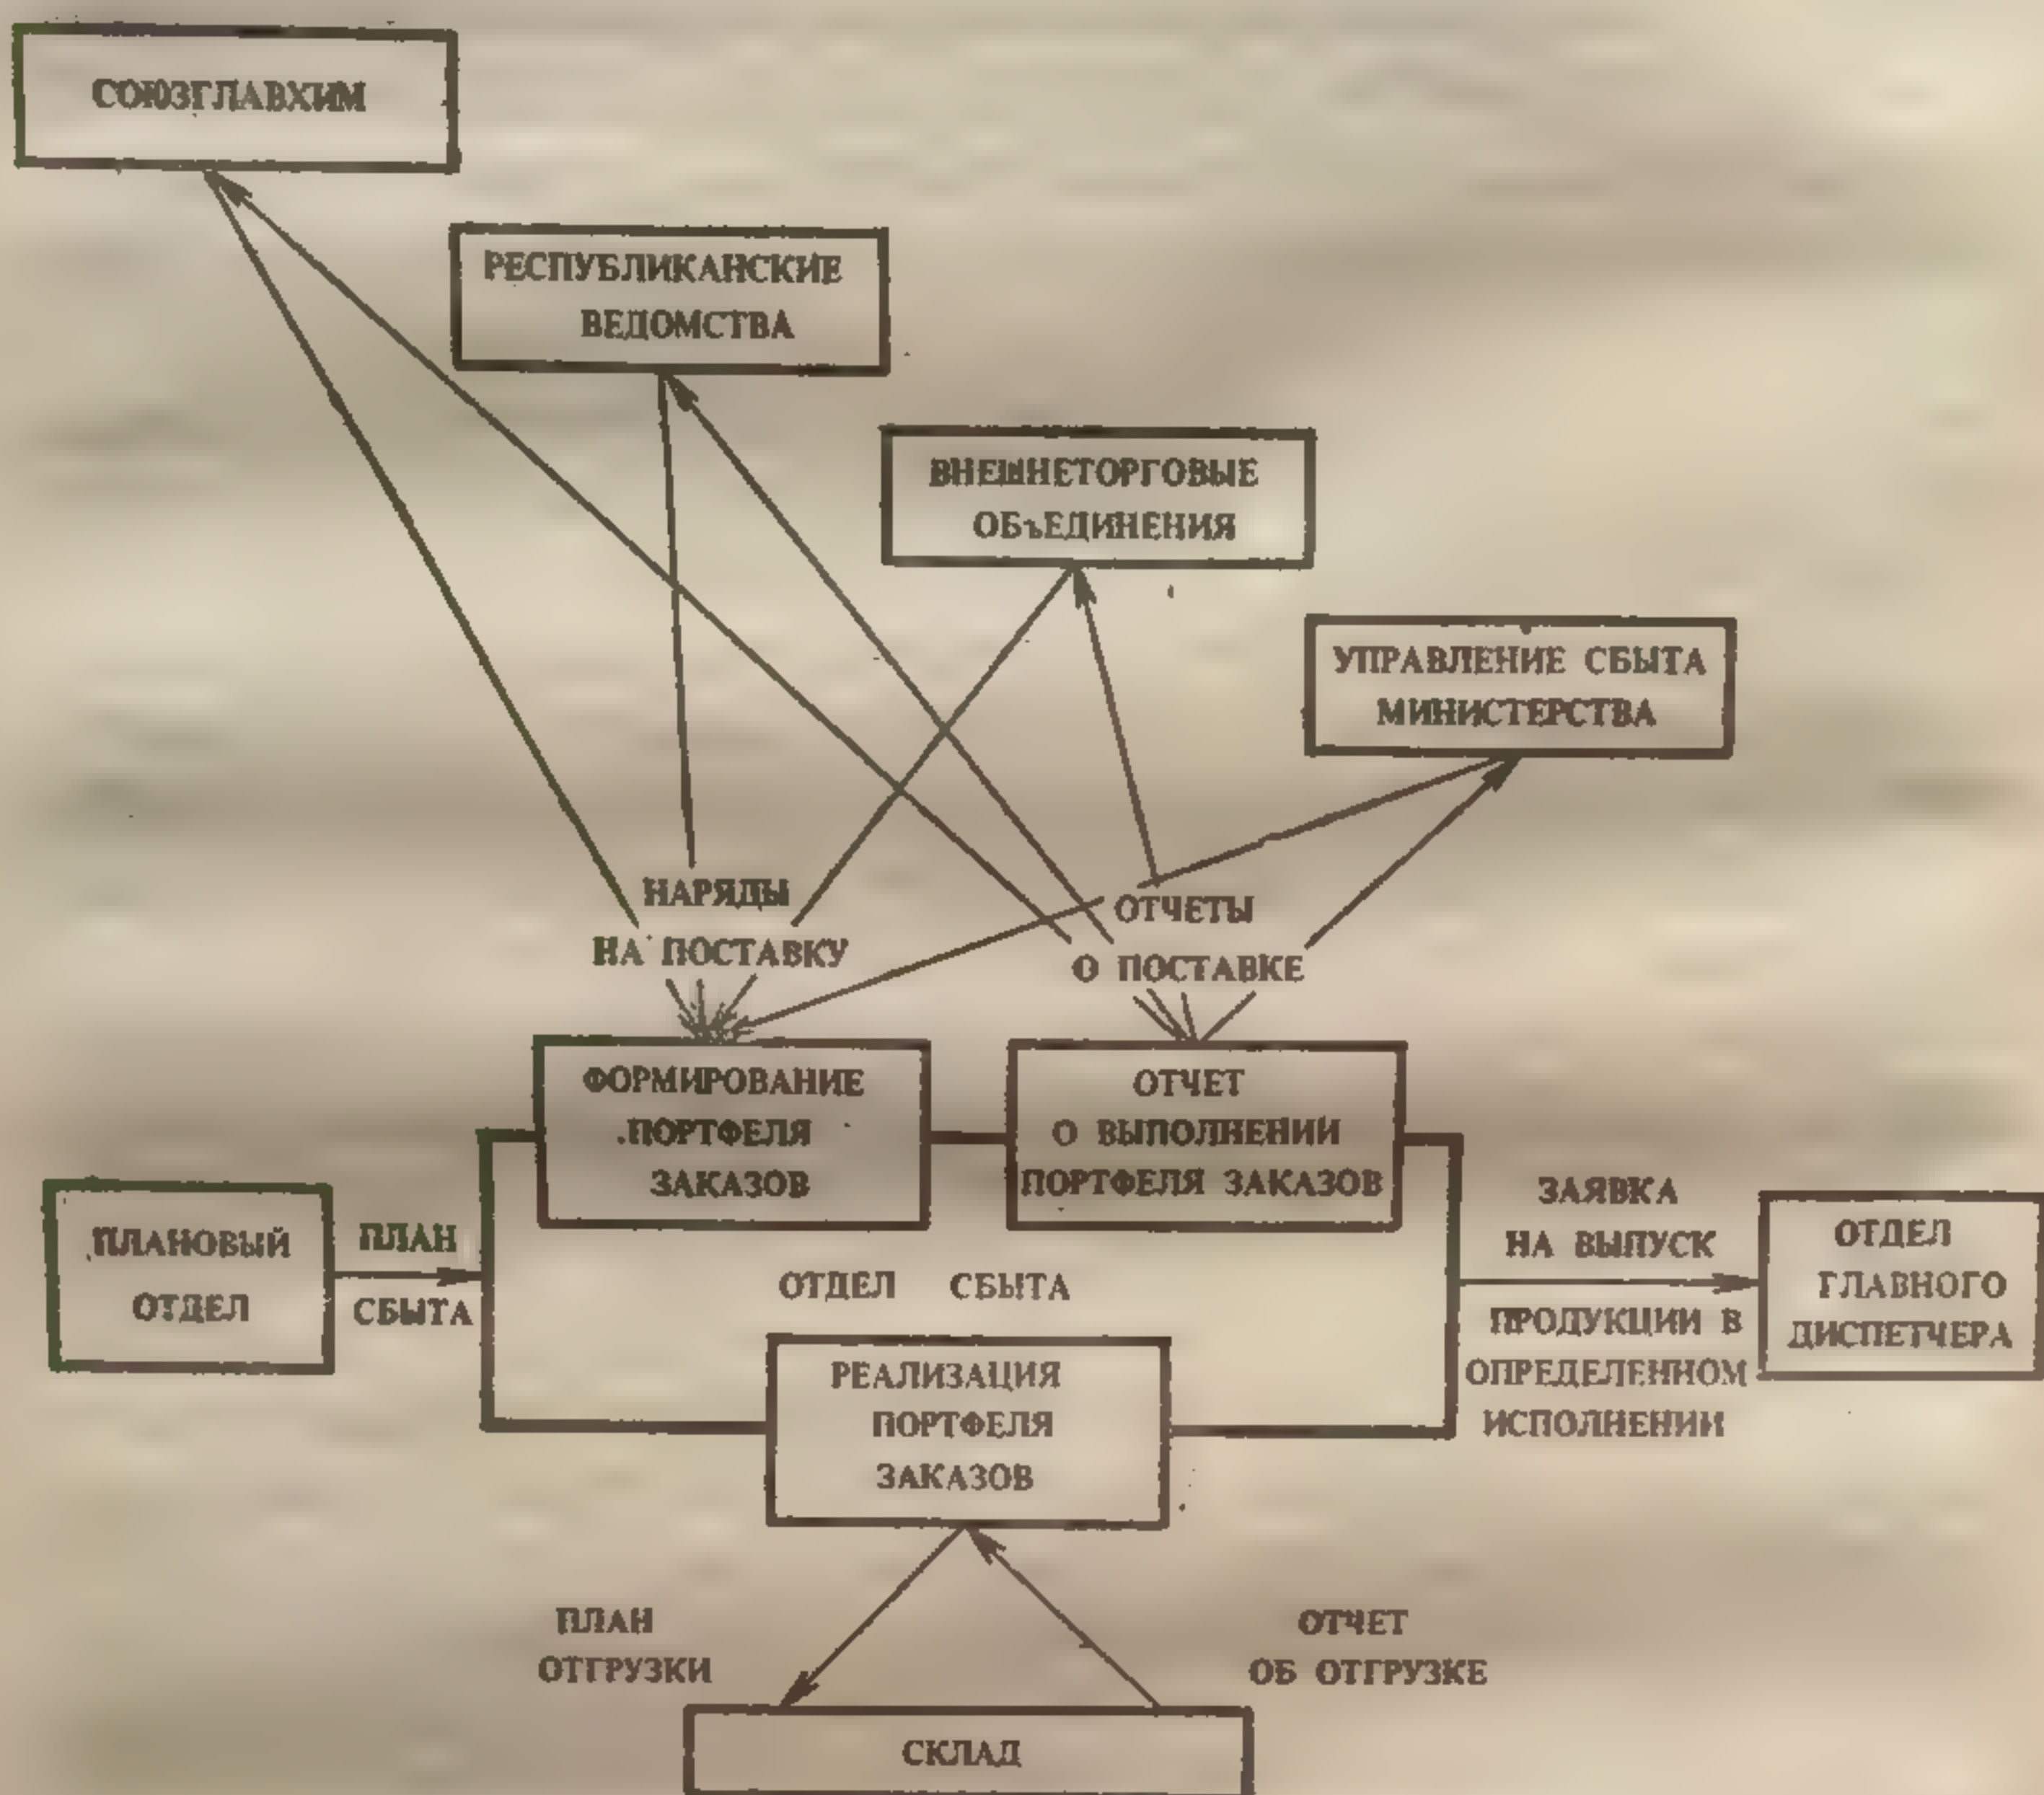 СОЮЗГЛАВХИМ
РЕСПУБЛИКАНСКИЕ
ВЕДОМСТВА
ВНЕШНЕТОРГОВЫЕ
ОБЪЕДИНЕНИЯ
УПРАВЛЕНИЕ СБЫТА
МИНИСТЕРСТВА
НАРЯДЫ
НА ПОСТАВКУ
ОТЧЕТЫ
О ПОСТАВКЕ
ФОРМИРОВАНИЕ
ПОРТФЕЛЯ
ЗАКАЗОВ
ОТЧЕТ
О ВЫПОЛНЕНИИ
ПОРТФЕЛЯ ЗАКАЗОВ
ПЛАНОВЫЙ
ОТДЕЛ
ПЛАН
СБЫТА
ОТДЕЛ СБЫТА
ЗАЯВКА
НА ВЫПУСК
ПРОДУКЦИИ В
ОПРЕДЕЛЕННОМ
ИСПОЛНЕНИИ
ОТДЕЛ
ГЛАВНОГО
ДИСПЕТЧЕРА
РЕАЛИЗАЦИЯ
ПОРТФЕЛЯ
ЗАКАЗОВ
ПЛАН
ОТГРУЗКИ
ОТЧЕТ
ОБ ОТГРУЗКЕ
СКЛАД